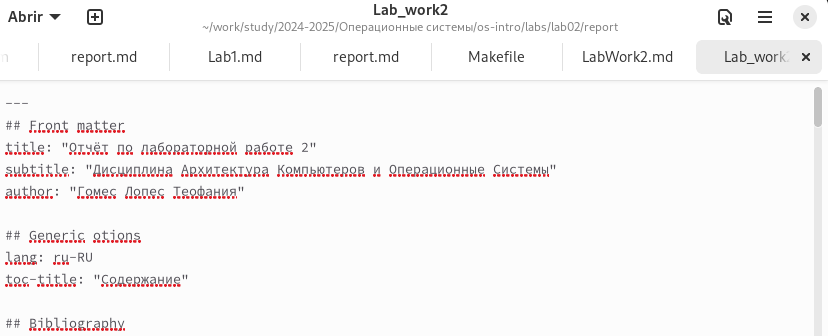 Abrir
Lab_work2
~/work/study/2024-2025/Операционные системы/os-intro/labs/lab02/report
report.md
Lab1.md
report.md
Makefile
LabWork2.md
Lab_work2
---
## Front matter
title: "Отчёт по лабораторной работе 2"
subtitle: "Дисциплина Архитектура Компьютеров и Операционные Системы"
author: "Гомес Лопес Теофания"
## Generic otions
lang: ru-RU
toc-title: "Содержание"
## Bibliography